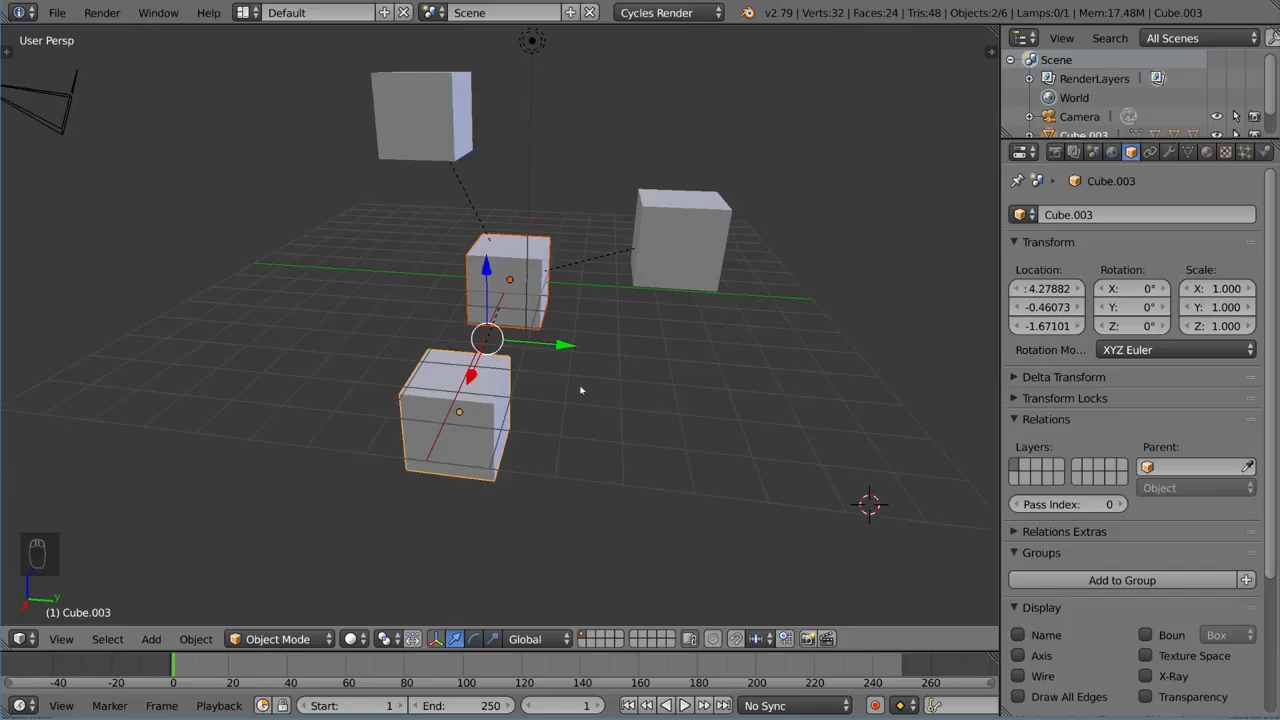 File Render Window Help Default Scene Cycles Render v2.79 | Verts:32 | Faces:24 | Tris:48 | Objects:2/6 | Lamps:0/1 | Mem:17.48M | Cube.003
User Persp
View Search All Scenes
Scene
RenderLayers
World
Camera
Cube.003
Cube.003
Cube.003
Transform
Location: Rotation: Scale:
: 4.27882 X: 0° X: 1.000
-0.46073 Y: 0° Y: 1.000
-1.67101 Z: 0° Z: 1.000
Rotation Mo... XYZ Euler
Delta Transform
Transform Locks
Relations
Layers: Parent:
Object
Pass Index: 0
Relations Extras
Groups
Add to Group
Display
Name Boun Box
Axis Texture Space
Wire X-Ray
Draw All Edges Transparency
z
x y
(1) Cube.003
View Select Add Object Object Mode Global
-40 -20 0 20 40 60 80 100 120 140 160 180 200 220 240 260
View Marker Frame Playback Start: 1 End: 250 1 No Sync